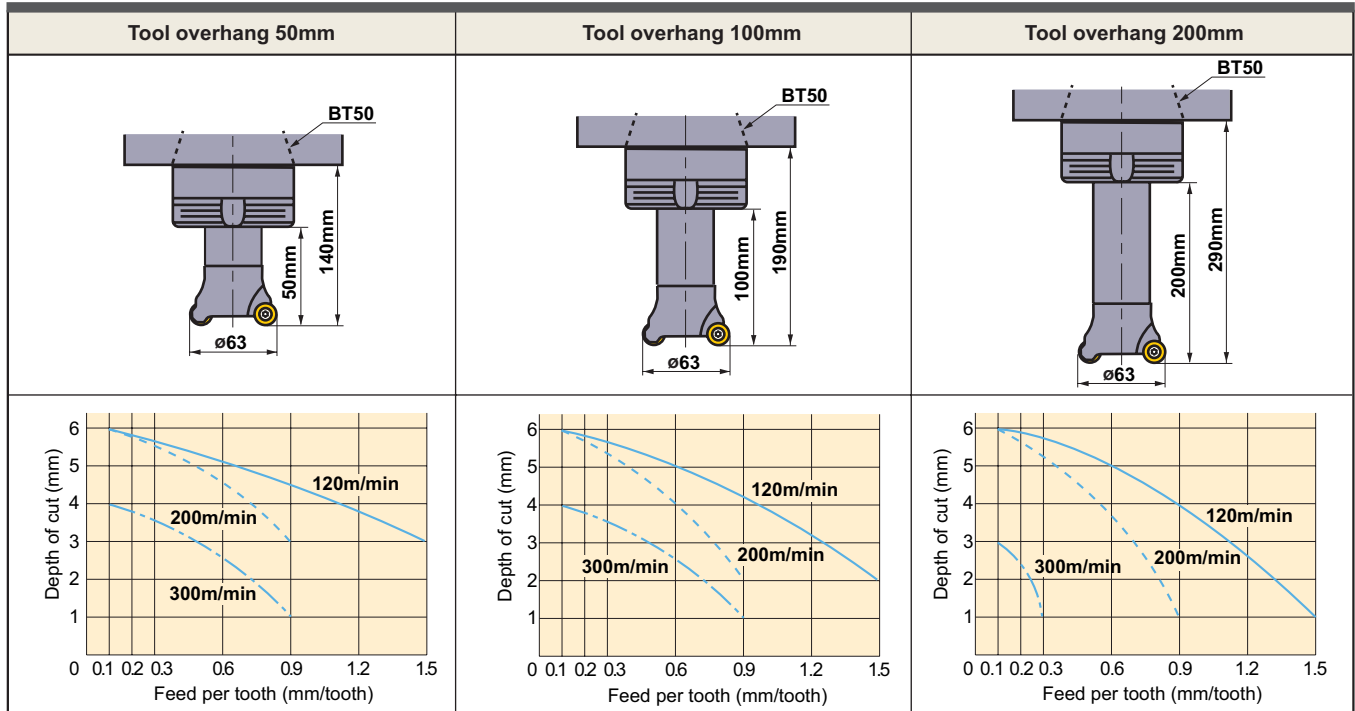 Tool overhang 50mm
Tool overhang 100mm
Tool overhang 200mm
BT50
140mm
50mm
ø63
BT50
190mm
100mm
ø63
BT50
290mm
200mm
ø63
Depth of cut (mm)
6
5
4
3
2
1
0 0.1 0.2 0.3 0.6 0.9 1.2 1.5
Feed per tooth (mm/tooth)
120m/min
200m/min
300m/min
Depth of cut (mm)
6
5
4
3
2
1
0 0.1 0.2 0.3 0.6 0.9 1.2 1.5
Feed per tooth (mm/tooth)
120m/min
200m/min
300m/min
Depth of cut (mm)
6
5
4
3
2
1
0 0.1 0.2 0.3 0.6 0.9 1.2 1.5
Feed per tooth (mm/tooth)
120m/min
200m/min
300m/min